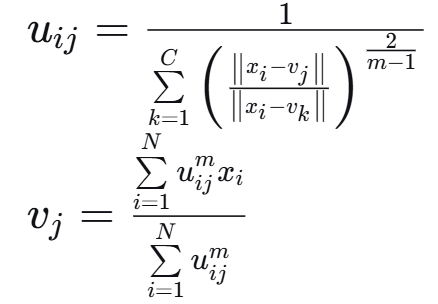 u_{ij} = \frac{1}{\sum_{k=1}^{C} \left( \frac{\| x_i - v_j \|}{\| x_i - v_k \|} \right)^{\frac{2}{m-1}}}
v_j = \frac{\sum_{i=1}^{N} u_{ij}^{m} x_i}{\sum_{i=1}^{N} u_{ij}^{m}}